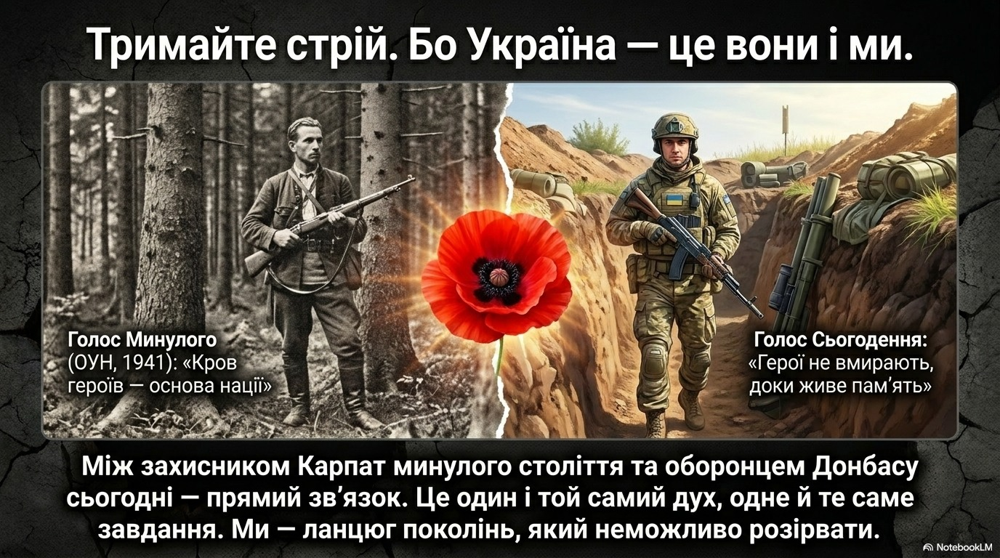 Тримайте стрій. Бо Україна — це вони і ми.
Голос Минулого
(ОУН, 1941): «Кров
героїв — основа нації»
Голос Сьогодення:
«Герої не вмирають,
доки живе пам’ять»
Між захисником Карпат минулого століття та оборонцем Донбасу
сьогодні — прямий зв’язок. Це один і той самий дух, одне й те саме
завдання. Ми — ланцюг поколінь, який неможливо розірвати.
NotebookLM